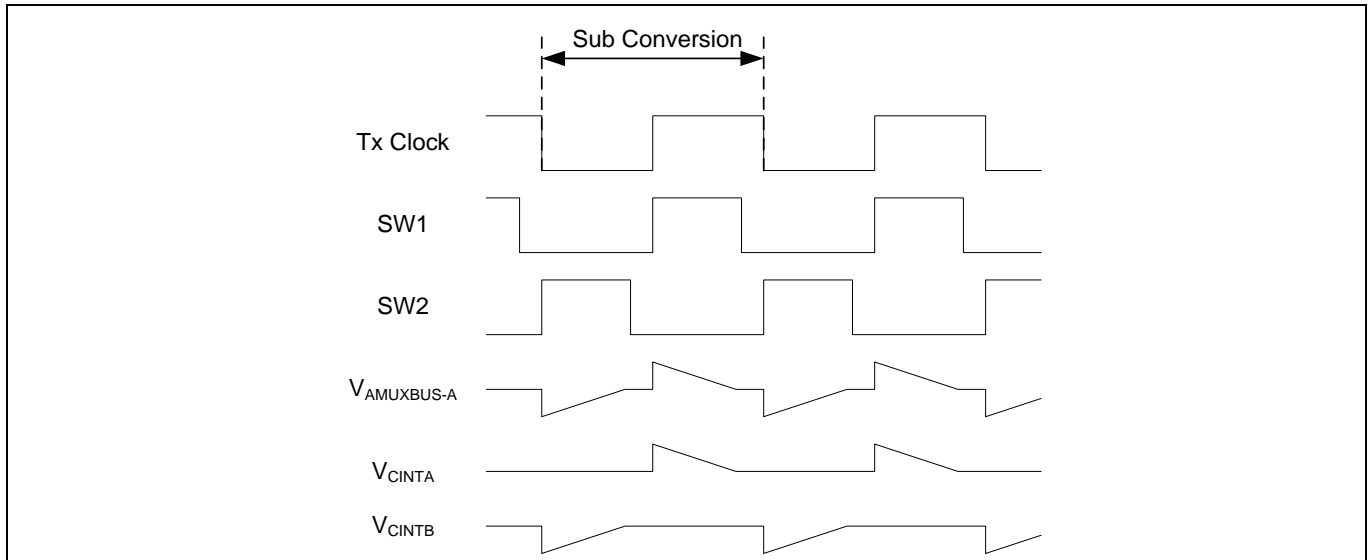 Sub Conversion
Tx Clock
SW1
SW2
VAMUXBUS-A
VCINTA
VCINTB